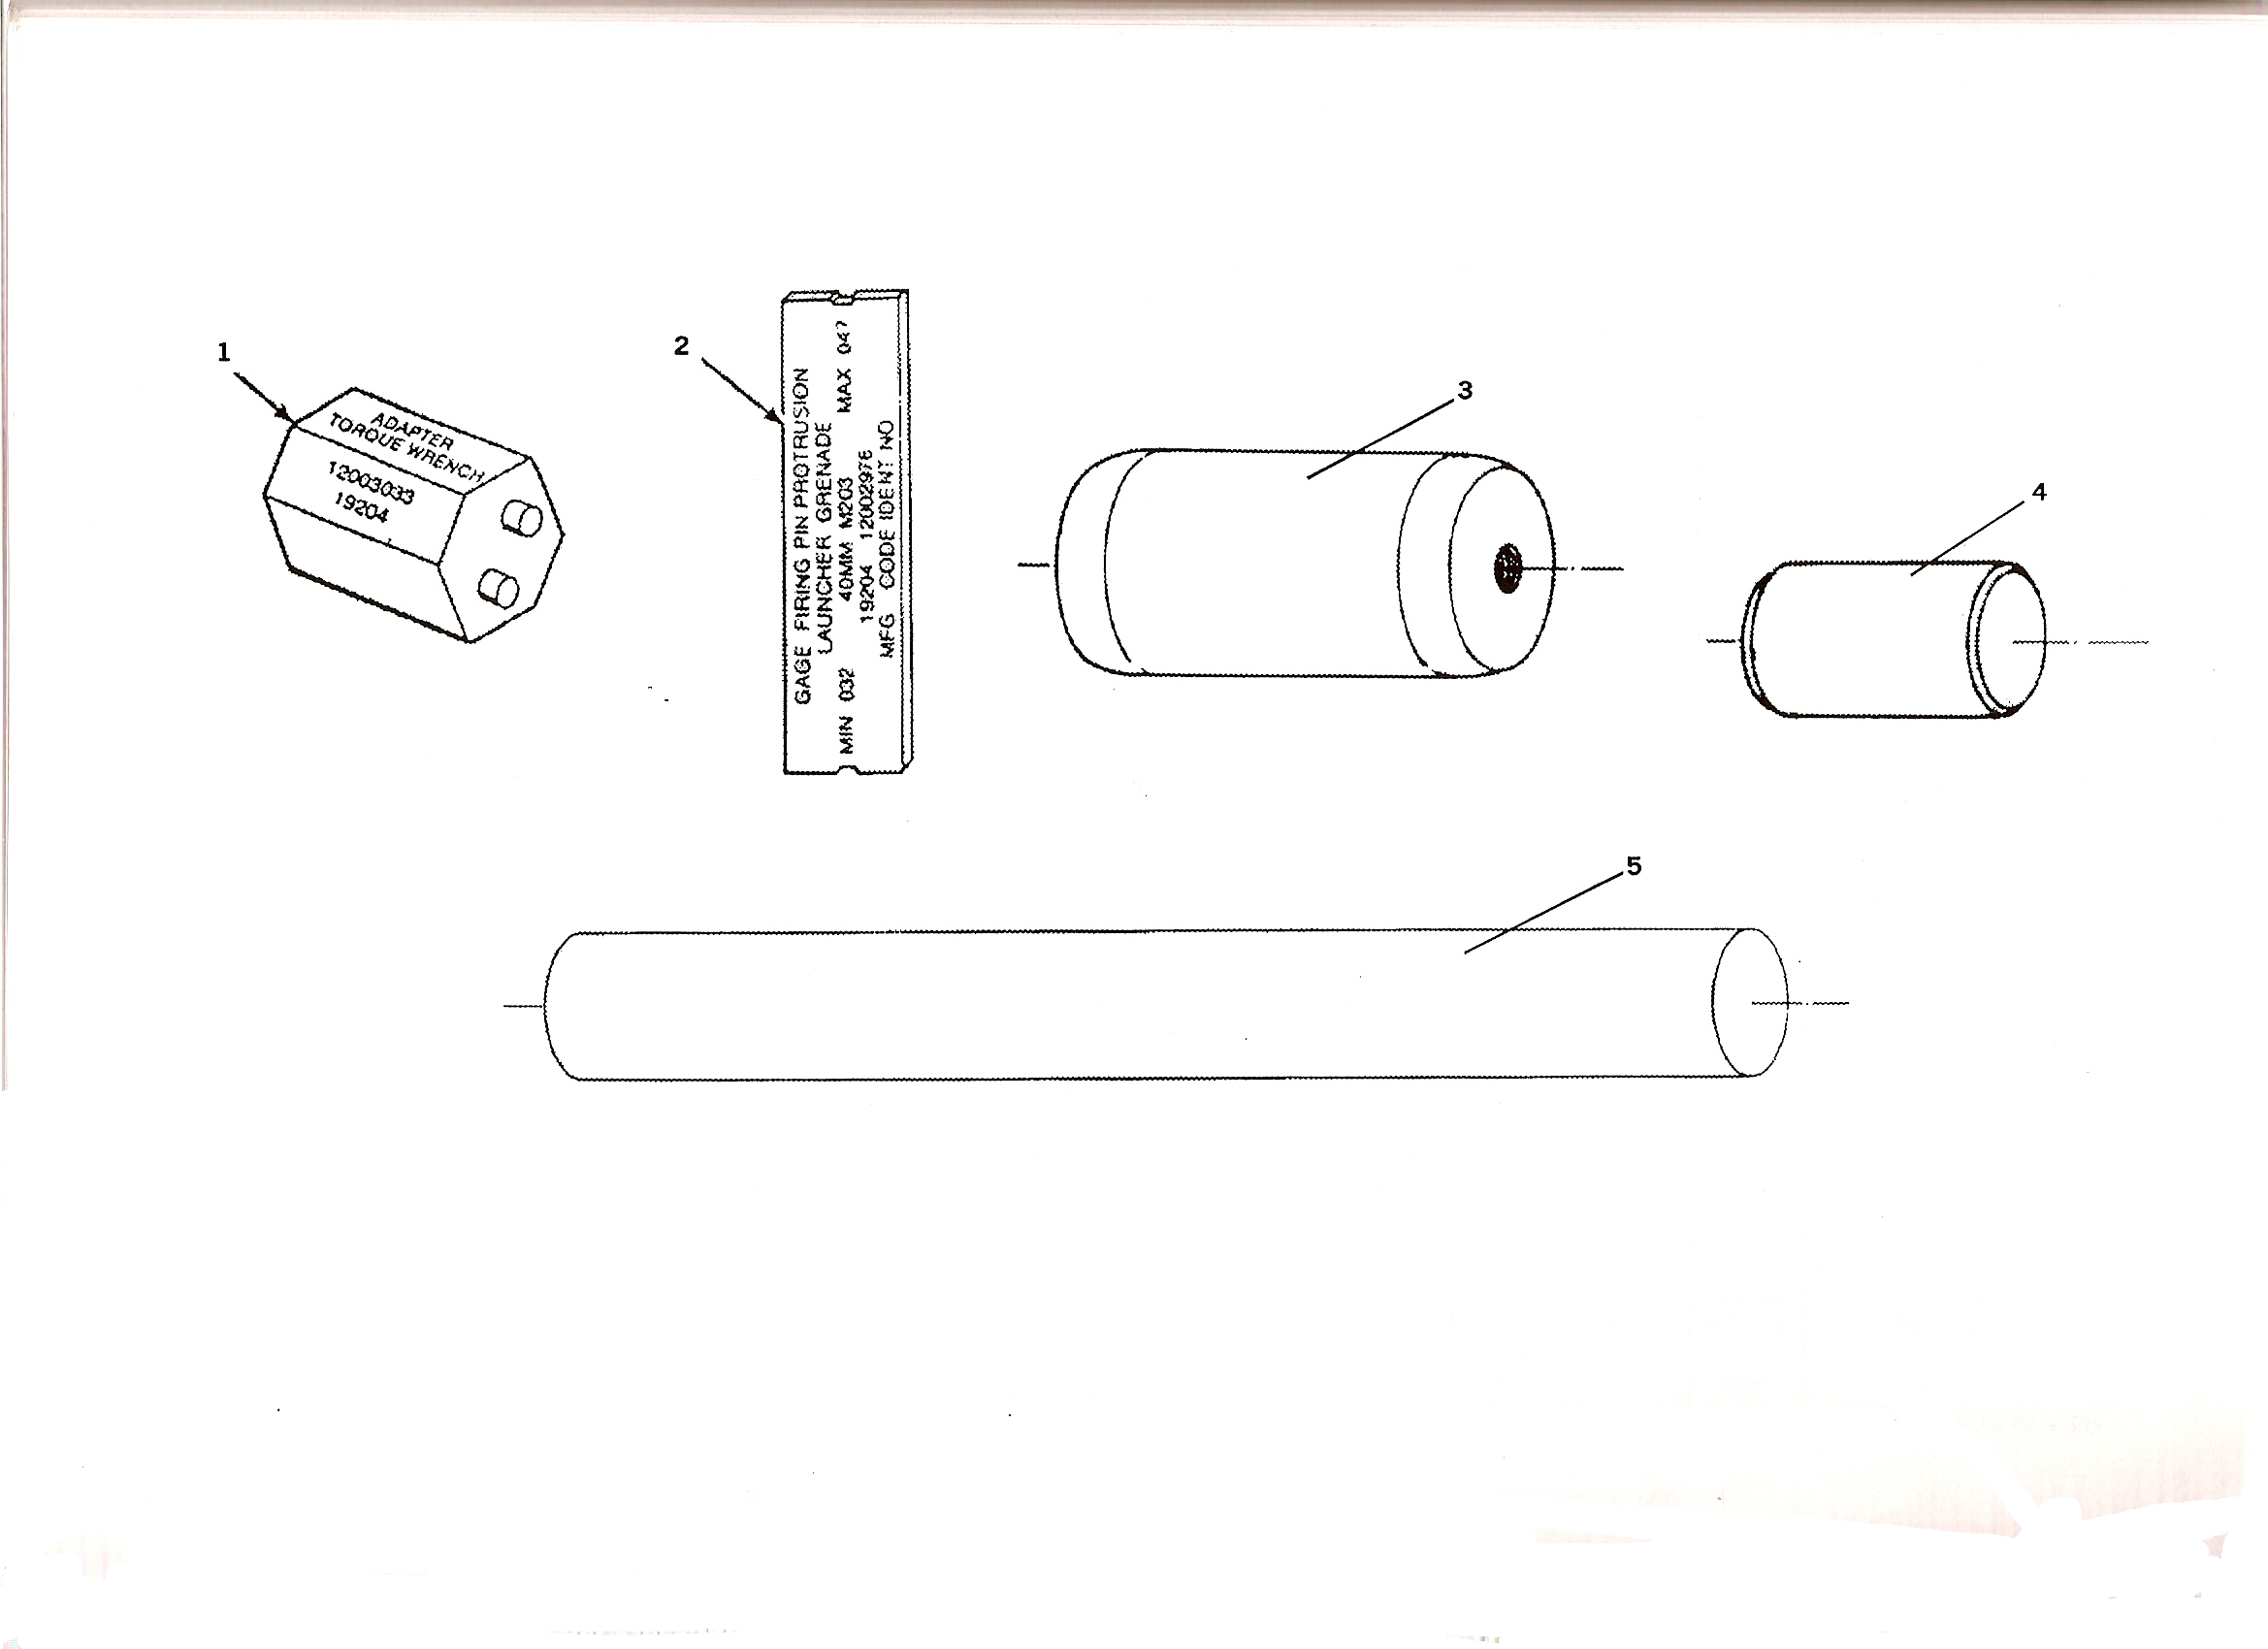 1
ADAPTER
TORQUE WRENCH
12003033
19204
2
GAGE FIRING PIN PROTRUSION
LAUNCHER GRENADE
MIN 032 40MM M203 MAX 047
19204 12002976
MFG CODE IDENT NO
3
4
5